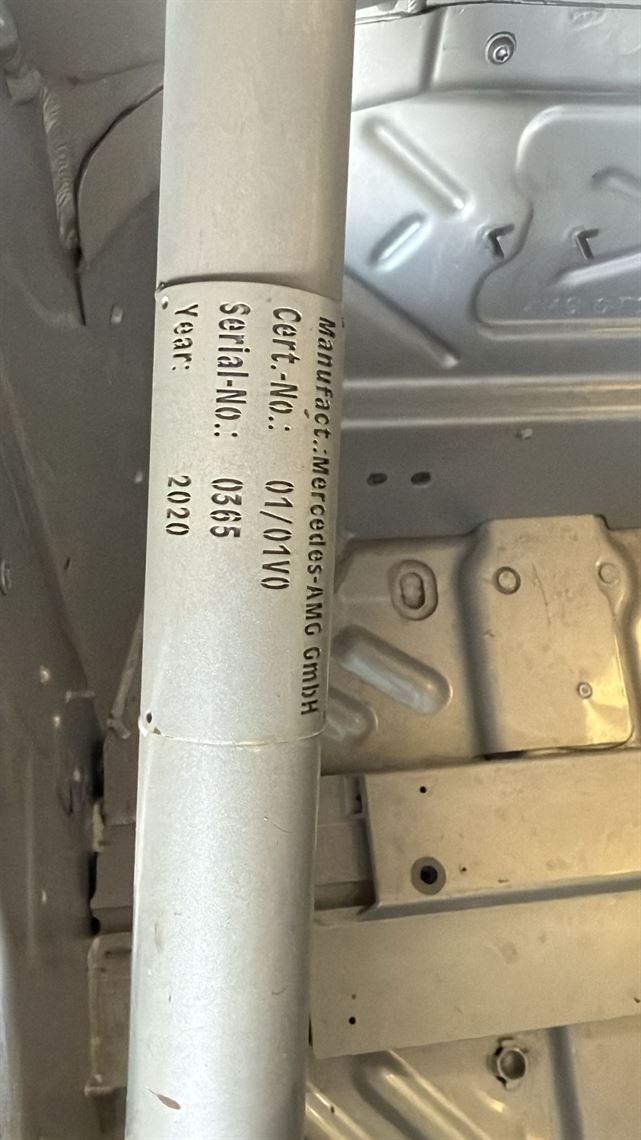 Manufact.:Mercedes-AMG GmbH
Cert.-No.: 01/01V0
Serial-No.: 0365
Year: 2020